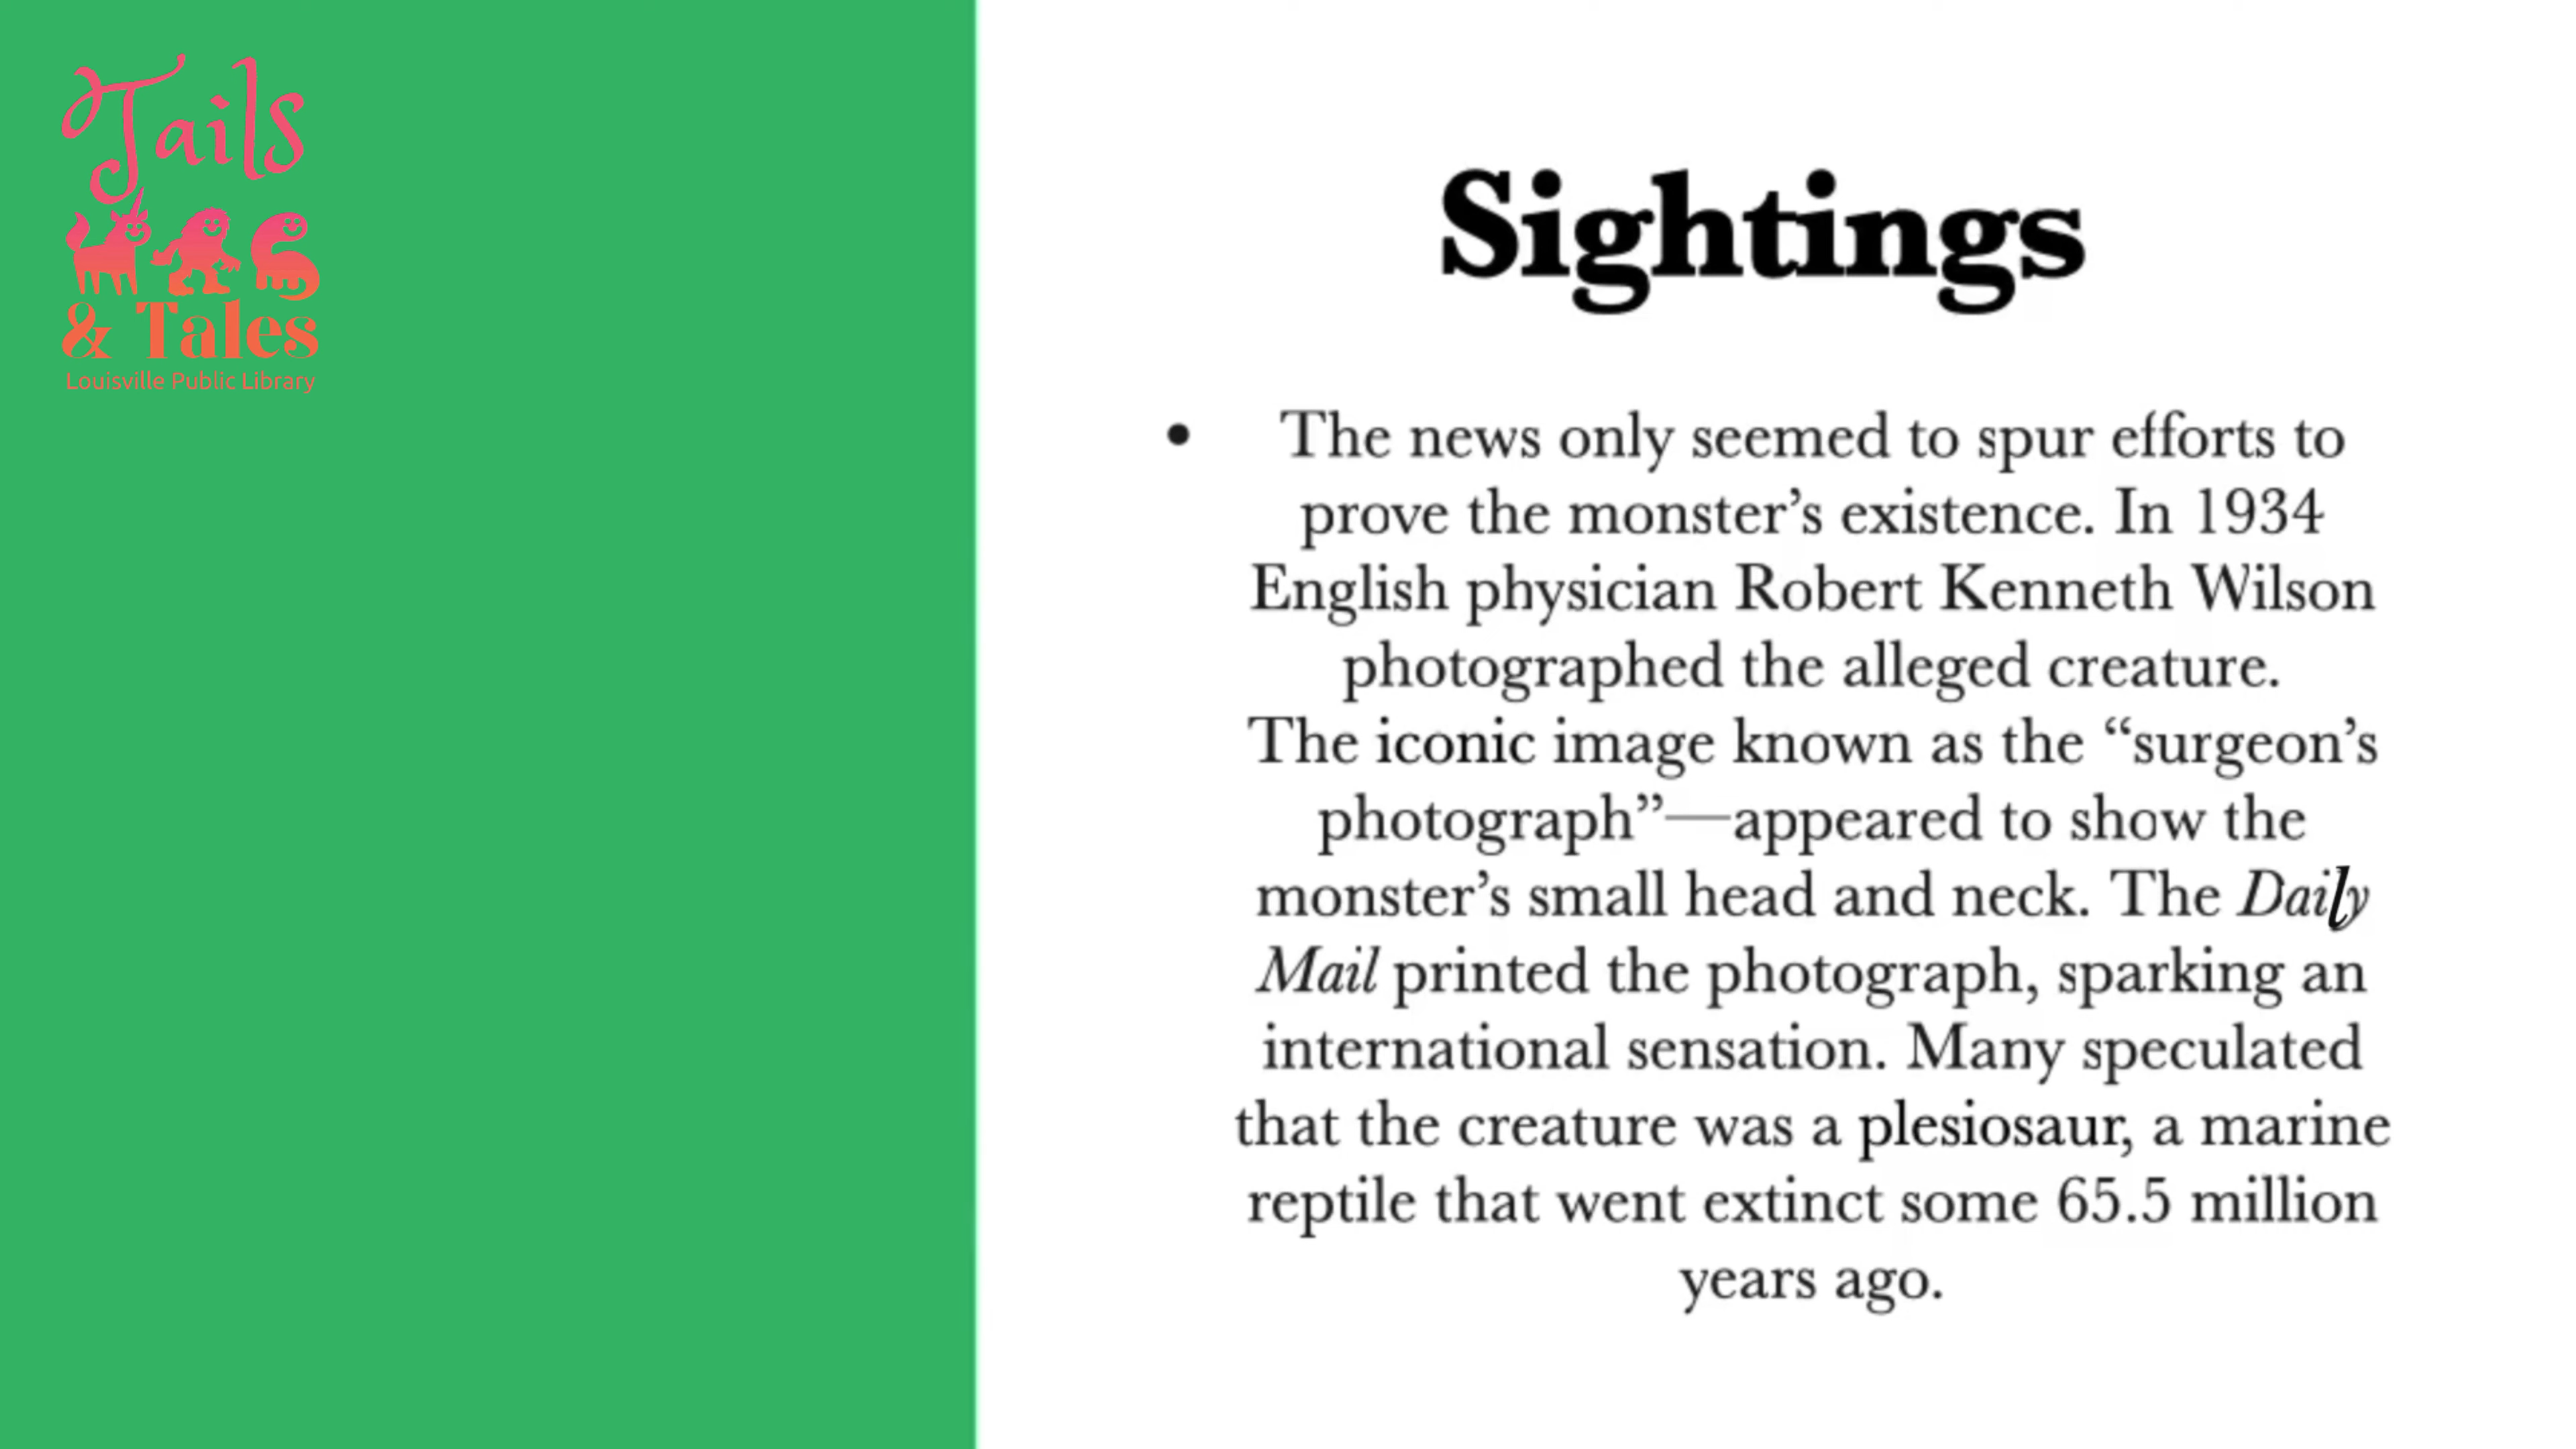 Tails
& Tales
Louisville Public Library
Sightings
• The news only seemed to spur efforts to
prove the monster’s existence. In 1934
English physician Robert Kenneth Wilson
photographed the alleged creature.
The iconic image known as the “surgeon’s
photograph”—appeared to show the
monster’s small head and neck. The Daily
Mail printed the photograph, sparking an
international sensation. Many speculated
that the creature was a plesiosaur, a marine
reptile that went extinct some 65.5 million
years ago.